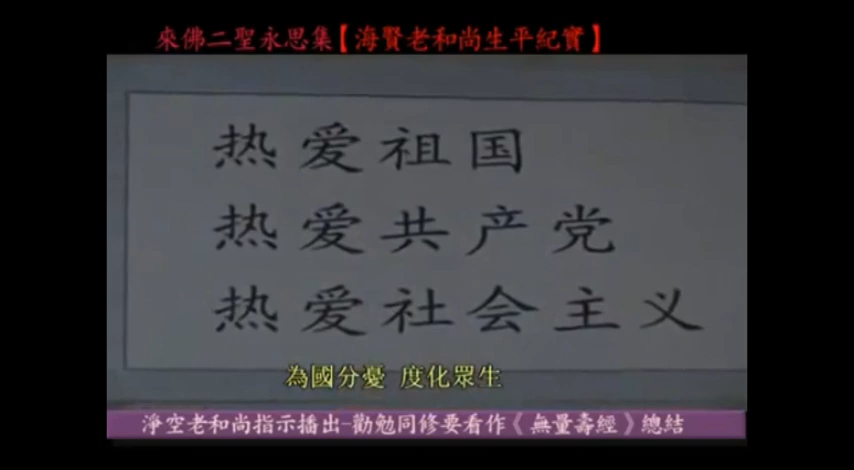 來佛二聖永思集【海賢老和尚生平紀實】
热爱祖国
热爱共产党
热爱社会主义
為國分憂 度化眾生
淨空老和尚指示播出-勸勉同修要看作《無量壽經》總結